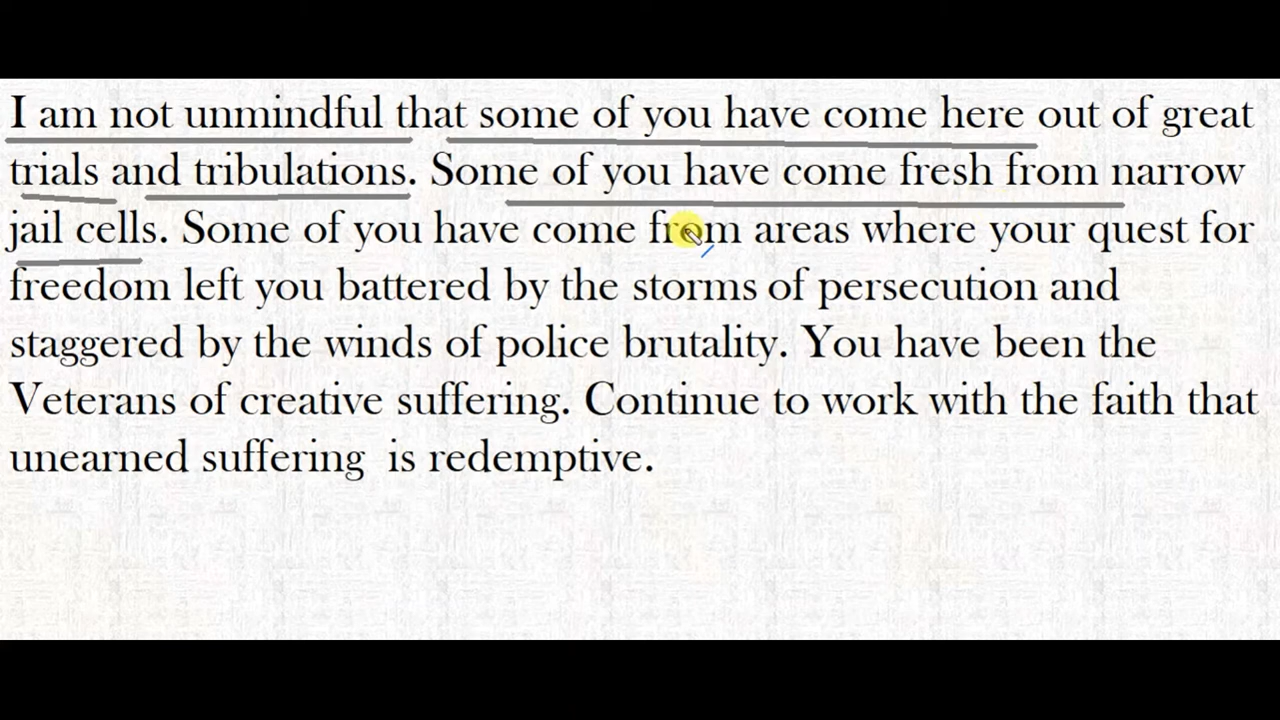 I am not unmindful that some of you have come here out of great
trials and tribulations. Some of you have come fresh from narrow
jail cells. Some of you have come from areas where your quest for
freedom left you battered by the storms of persecution and
staggered by the winds of police brutality. You have been the
Veterans of creative suffering. Continue to work with the faith that
unearned suffering  is redemptive.